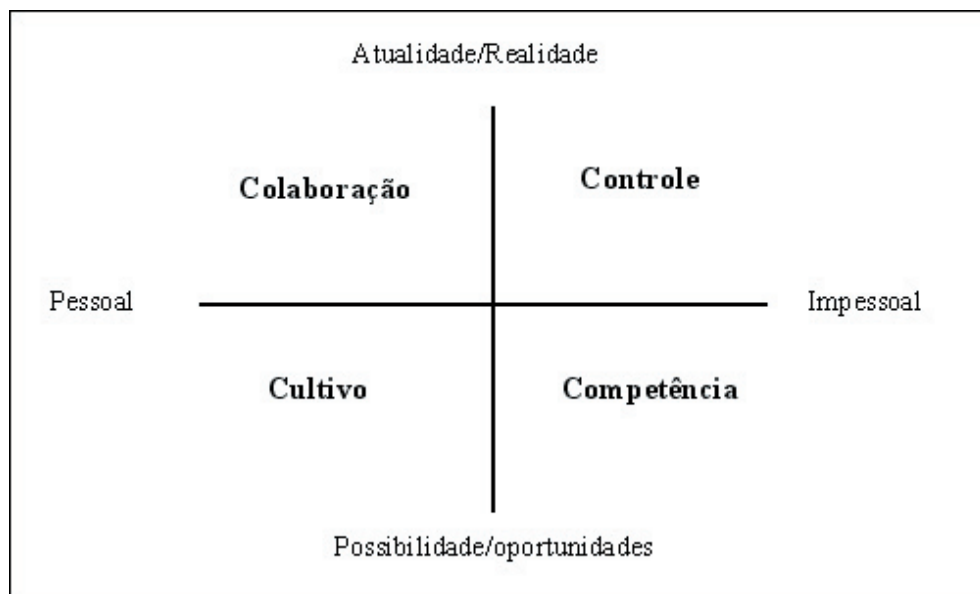 Atualidade/Realidade
Colaboração
Controle
Pessoal
Impessoal
Cultivo
Competência
Possibilidade/oportunidades